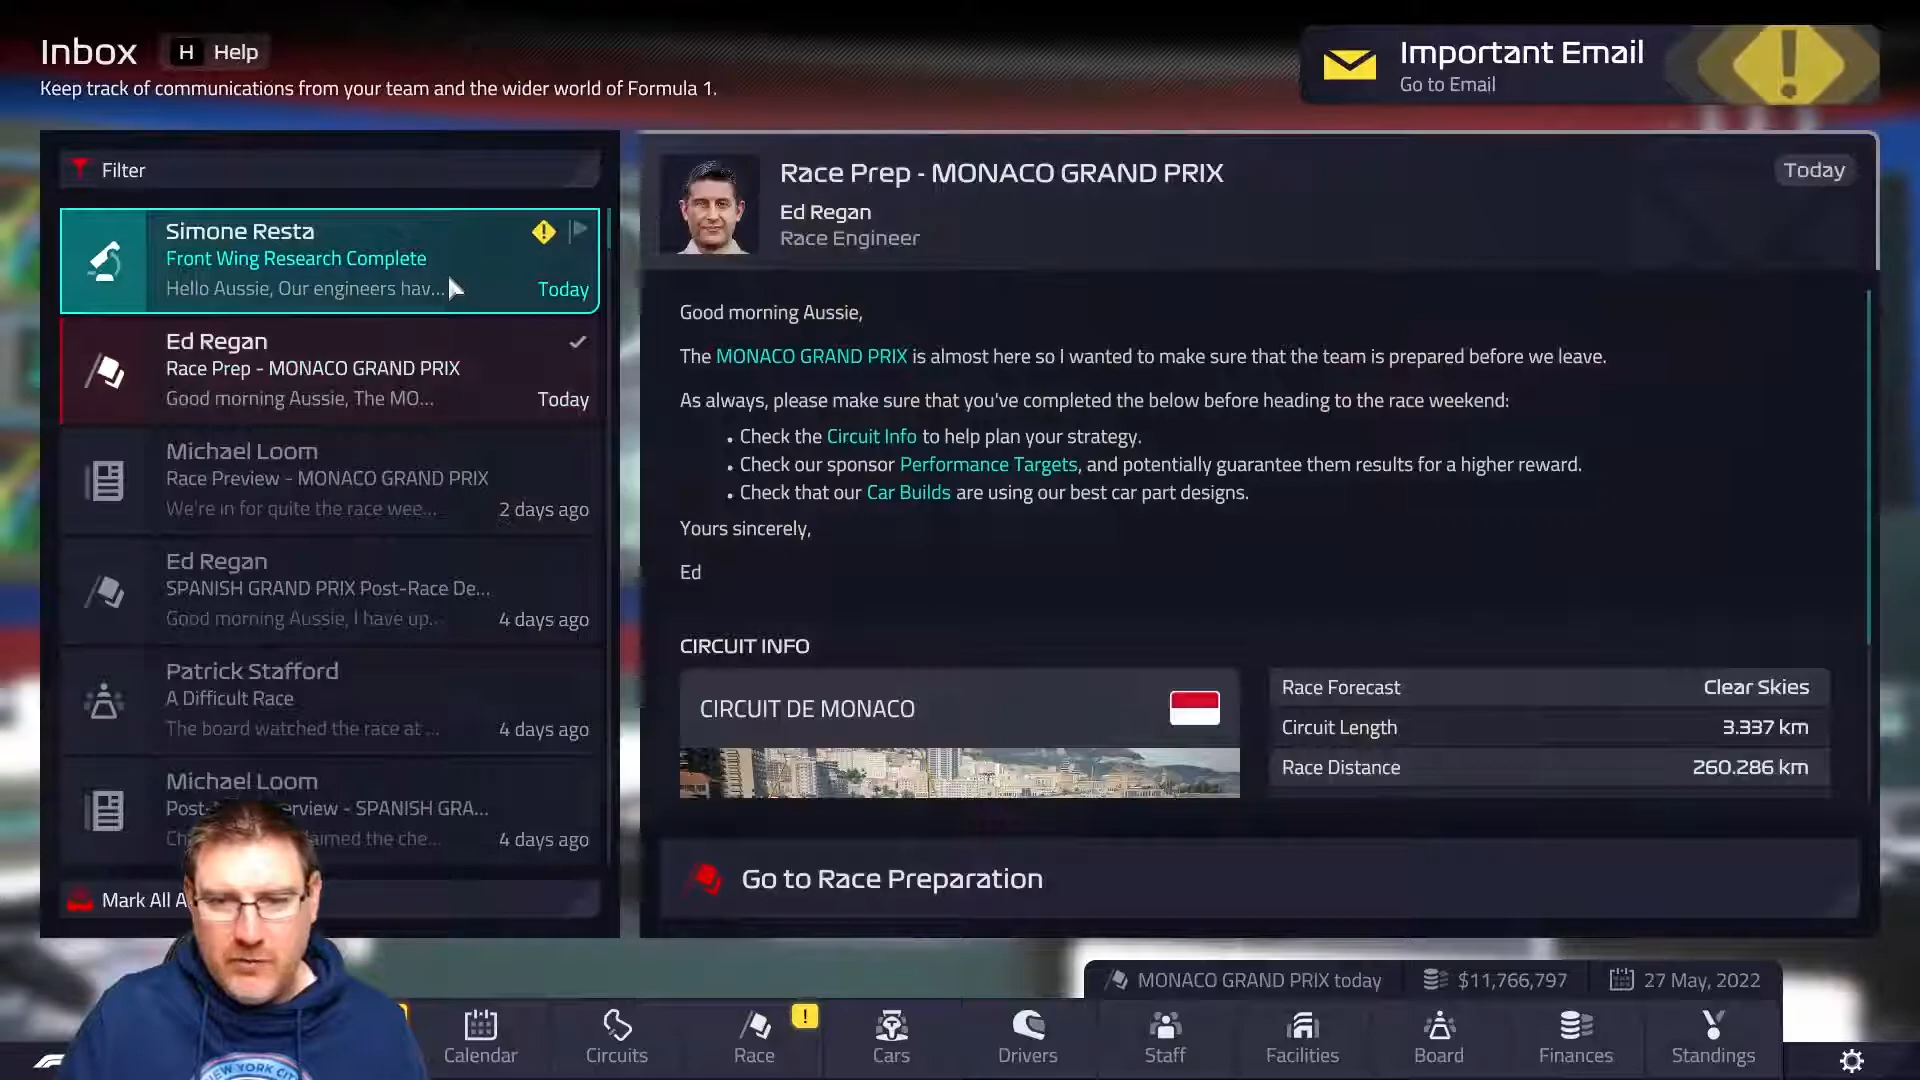 Inbox
H Help
Keep track of communications from your team and the wider world of Formula 1.
Important Email
Go to Email
Filter
Simone Resta
Front Wing Research Complete
Hello Aussie, Our engineers hav...
Today
Ed Regan
Race Prep - MONACO GRAND PRIX
Good morning Aussie, The MO...
Today
Michael Loom
Race Preview - MONACO GRAND PRIX
We're in for quite the race wee...
2 days ago
Ed Regan
SPANISH GRAND PRIX Post-Race De...
Good morning Aussie, I have up...
4 days ago
Patrick Stafford
A Difficult Race
The board watched the race at ...
4 days ago
Michael Loom
Post- erview - SPANISH GRA...
aimed the che...
4 days ago
Mark All A
Race Prep - MONACO GRAND PRIX
Today
Ed Regan
Race Engineer
Good morning Aussie,
The MONACO GRAND PRIX is almost here so I wanted to make sure that the team is prepared before we leave.
As always, please make sure that you've completed the below before heading to the race weekend:
• Check the Circuit Info to help plan your strategy.
• Check our sponsor Performance Targets, and potentially guarantee them results for a higher reward.
• Check that our Car Builds are using our best car part designs.
Yours sincerely,
Ed
CIRCUIT INFO
CIRCUIT DE MONACO
Race Forecast Clear Skies
Circuit Length 3.337 km
Race Distance 260.286 km
Go to Race Preparation
MONACO GRAND PRIX today
$11,766,797
27 May, 2022
Calendar
Circuits
Race
Cars
Drivers
Staff
Facilities
Board
Finances
Standings
NEW YORK CIT